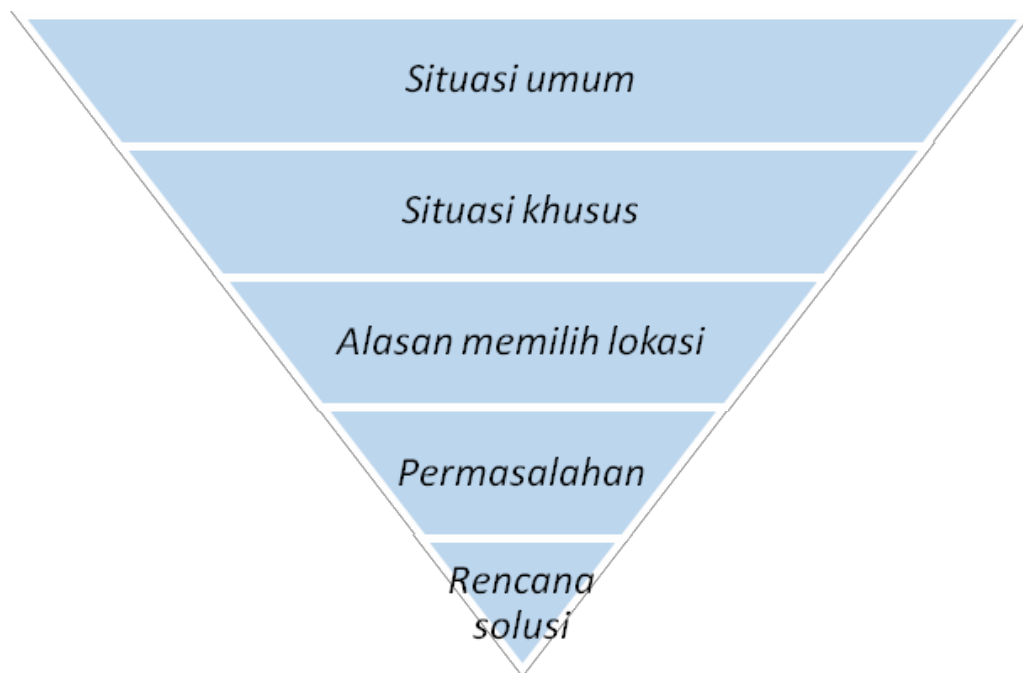 Situasi umum
Situasi khusus
Alasan memilih lokasi
Permasalahan
Rencana
solusi